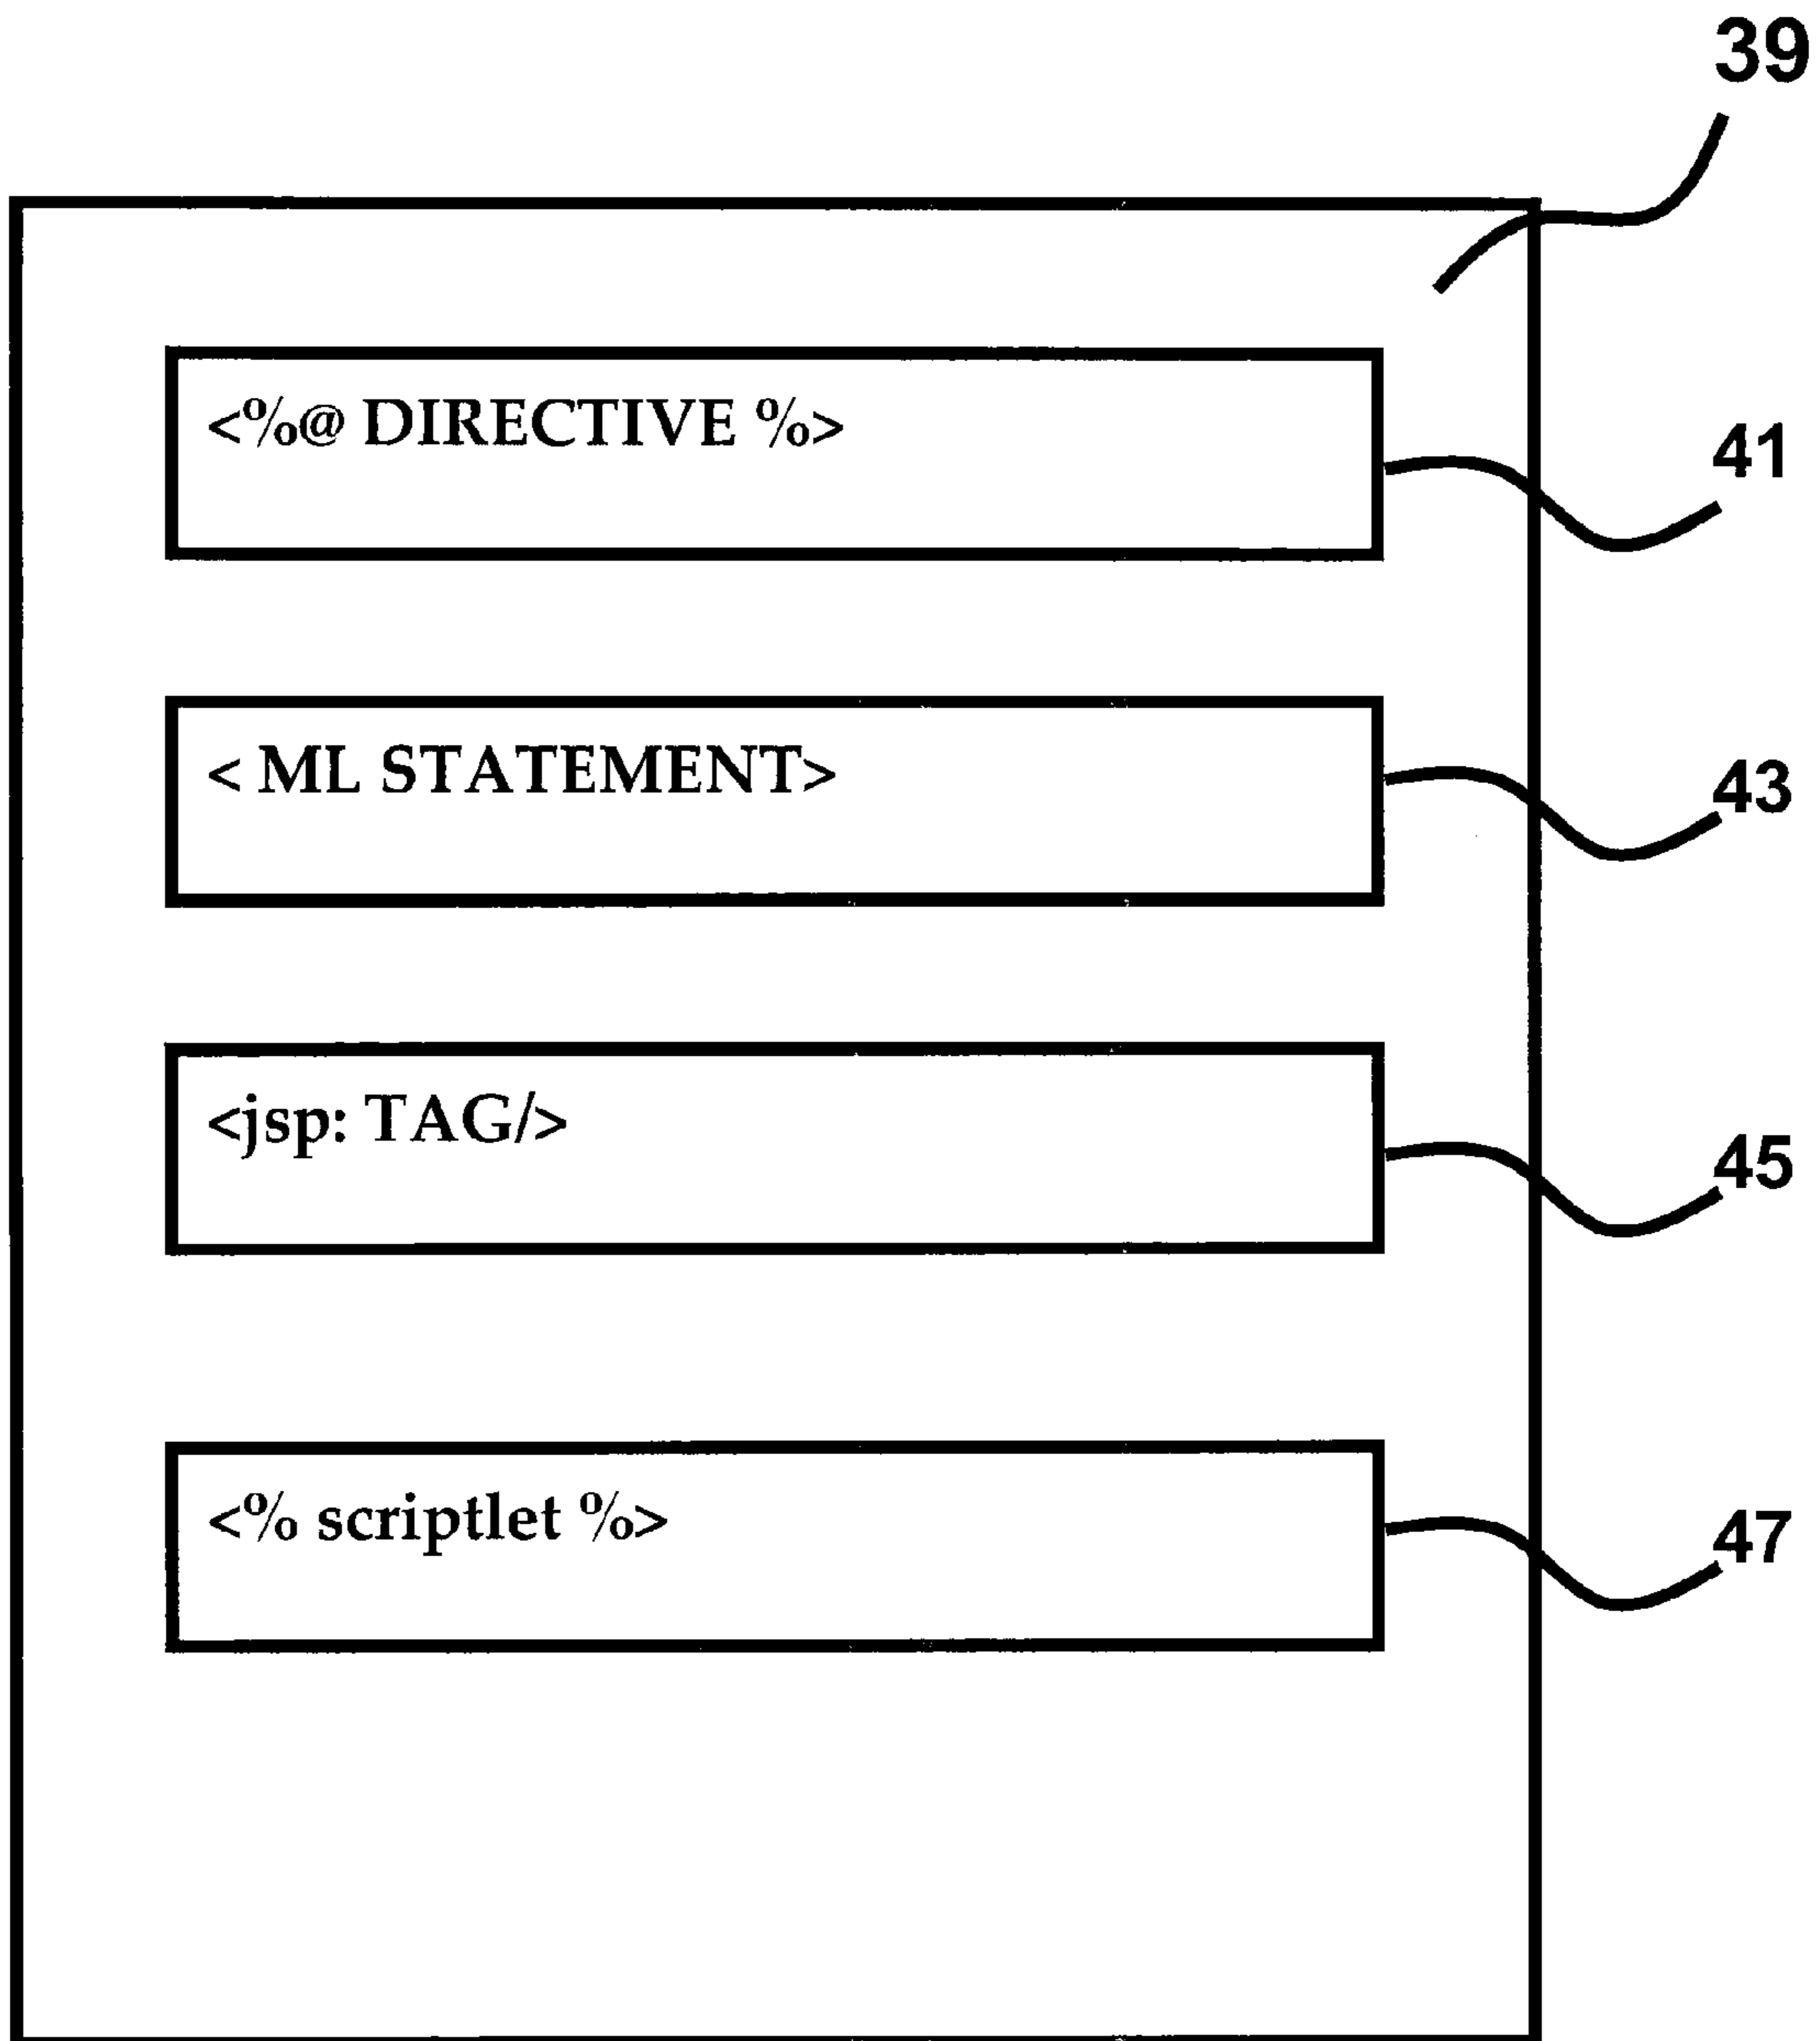 39
<%@ DIRECTIVE %>
41
< ML STATEMENT>
43
<jsp: TAG/>
45
<% scriptlet %>
47